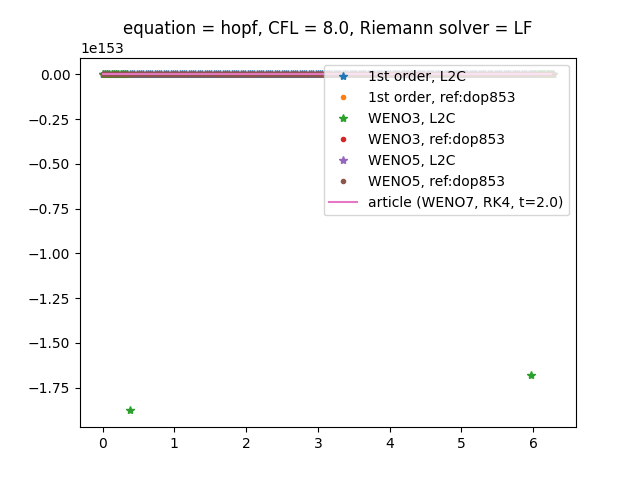 equation = hopf, CFL = 8.0, Riemann solver = LF
1e153
0.00
−0.25
−0.50
−0.75
−1.00
−1.25
−1.50
−1.75
1st order, L2C
1st order, ref:dop853
WENO3, L2C
WENO3, ref:dop853
WENO5, L2C
WENO5, ref:dop853
article (WENO7, RK4, t=2.0)
0 1 2 3 4 5 6